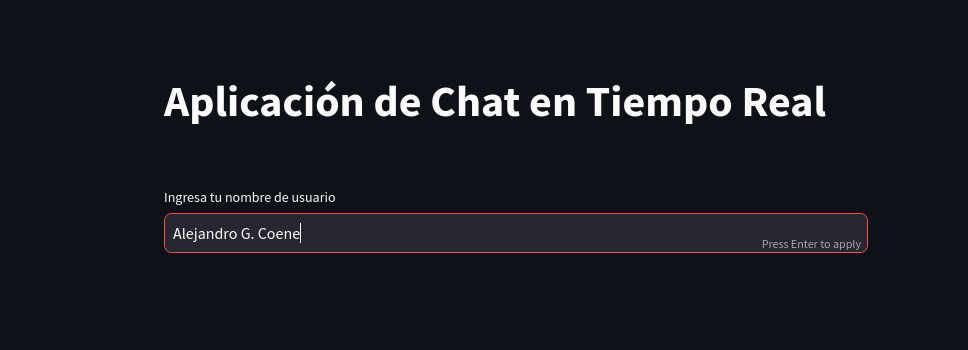 Aplicación de Chat en Tiempo Real
Ingresa tu nombre de usuario
Alejandro G. Coene
Press Enter to apply